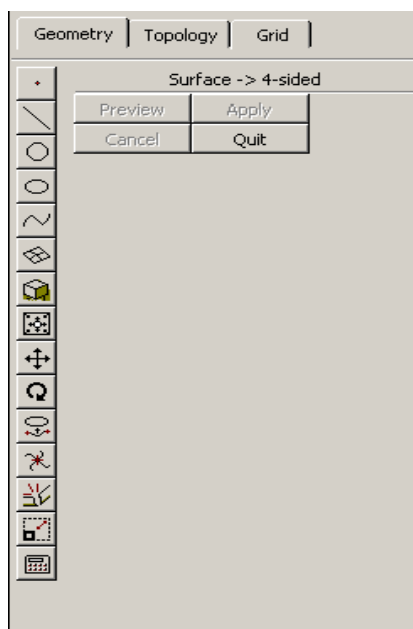 Geometry Topology Grid
Surface -> 4-sided
Preview Apply
Cancel Quit